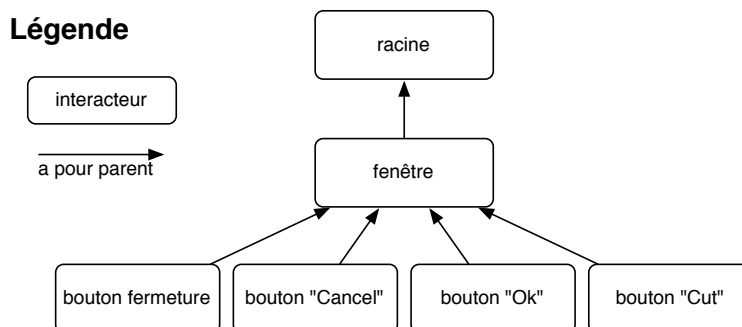 Légende
racine
interacteur
a pour parent
fenêtre
bouton fermeture
bouton "Cancel"
bouton "Ok"
bouton "Cut"